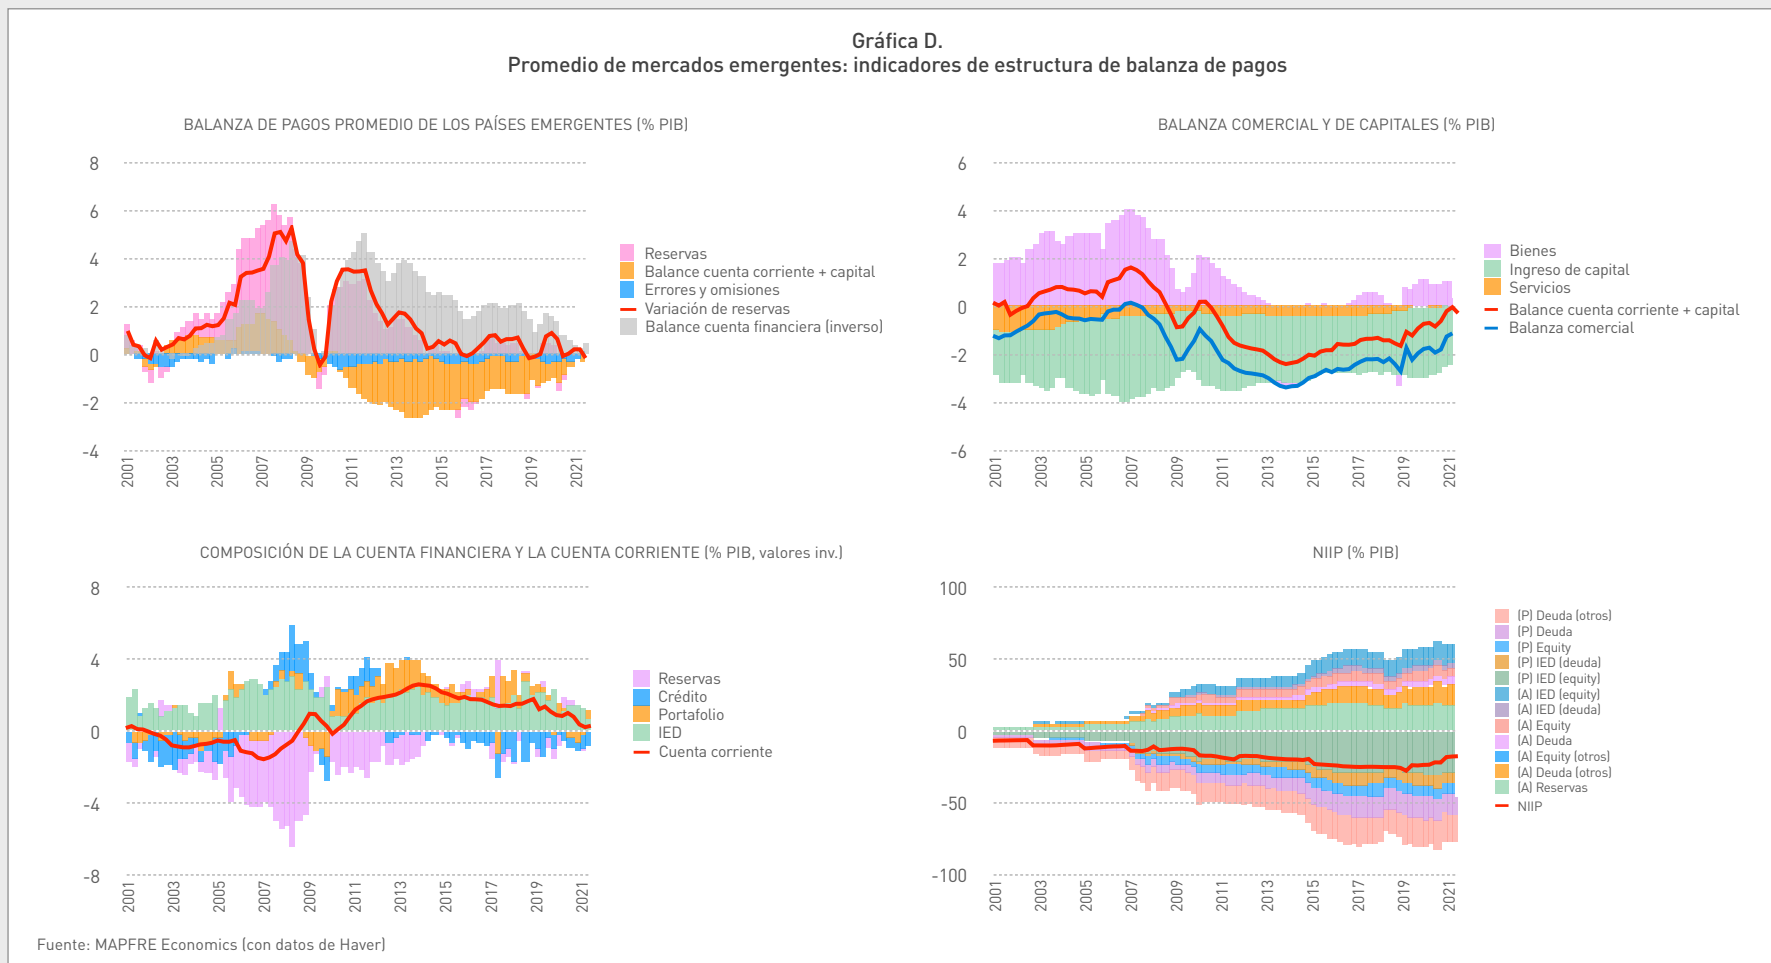 Gráfica D.
Promedio de mercados emergentes: indicadores de estructura de balanza de pagos
BALANZA DE PAGOS PROMEDIO DE LOS PAÍSES EMERGENTES (% PIB)
8
6
4
2
0
-2
-4
2001
2003
2005
2007
2009
2011
2013
2015
2017
2019
2021
Reservas
Balance cuenta corriente + capital
Errores y omisiones
Variación de reservas
Balance cuenta financiera (inverso)
BALANZA COMERCIAL Y DE CAPITALES (% PIB)
6
4
2
0
-2
-4
-6
2001
2003
2005
2007
2009
2011
2013
2015
2017
2019
2021
Bienes
Ingreso de capital
Servicios
Balance cuenta corriente + capital
Balanza comercial
COMPOSICIÓN DE LA CUENTA FINANCIERA Y LA CUENTA CORRIENTE (% PIB, valores inv.)
8
4
0
-4
-8
2001
2003
2005
2007
2009
2011
2013
2015
2017
2019
2021
Reservas
Crédito
Portafolio
IED
Cuenta corriente
NIIP (% PIB)
100
50
0
-50
-100
2001
2003
2005
2007
2009
2011
2013
2015
2017
2019
2021
(P) Deuda (otros)
(P) Deuda
(P) Equity
(P) IED (deuda)
(P) IED (equity)
(A) IED (equity)
(A) IED (deuda)
(A) Equity
(A) Deuda
(A) Equity (otros)
(A) Deuda (otros)
(A) Reservas
NIIP
Fuente: MAPFRE Economics (con datos de Haver)